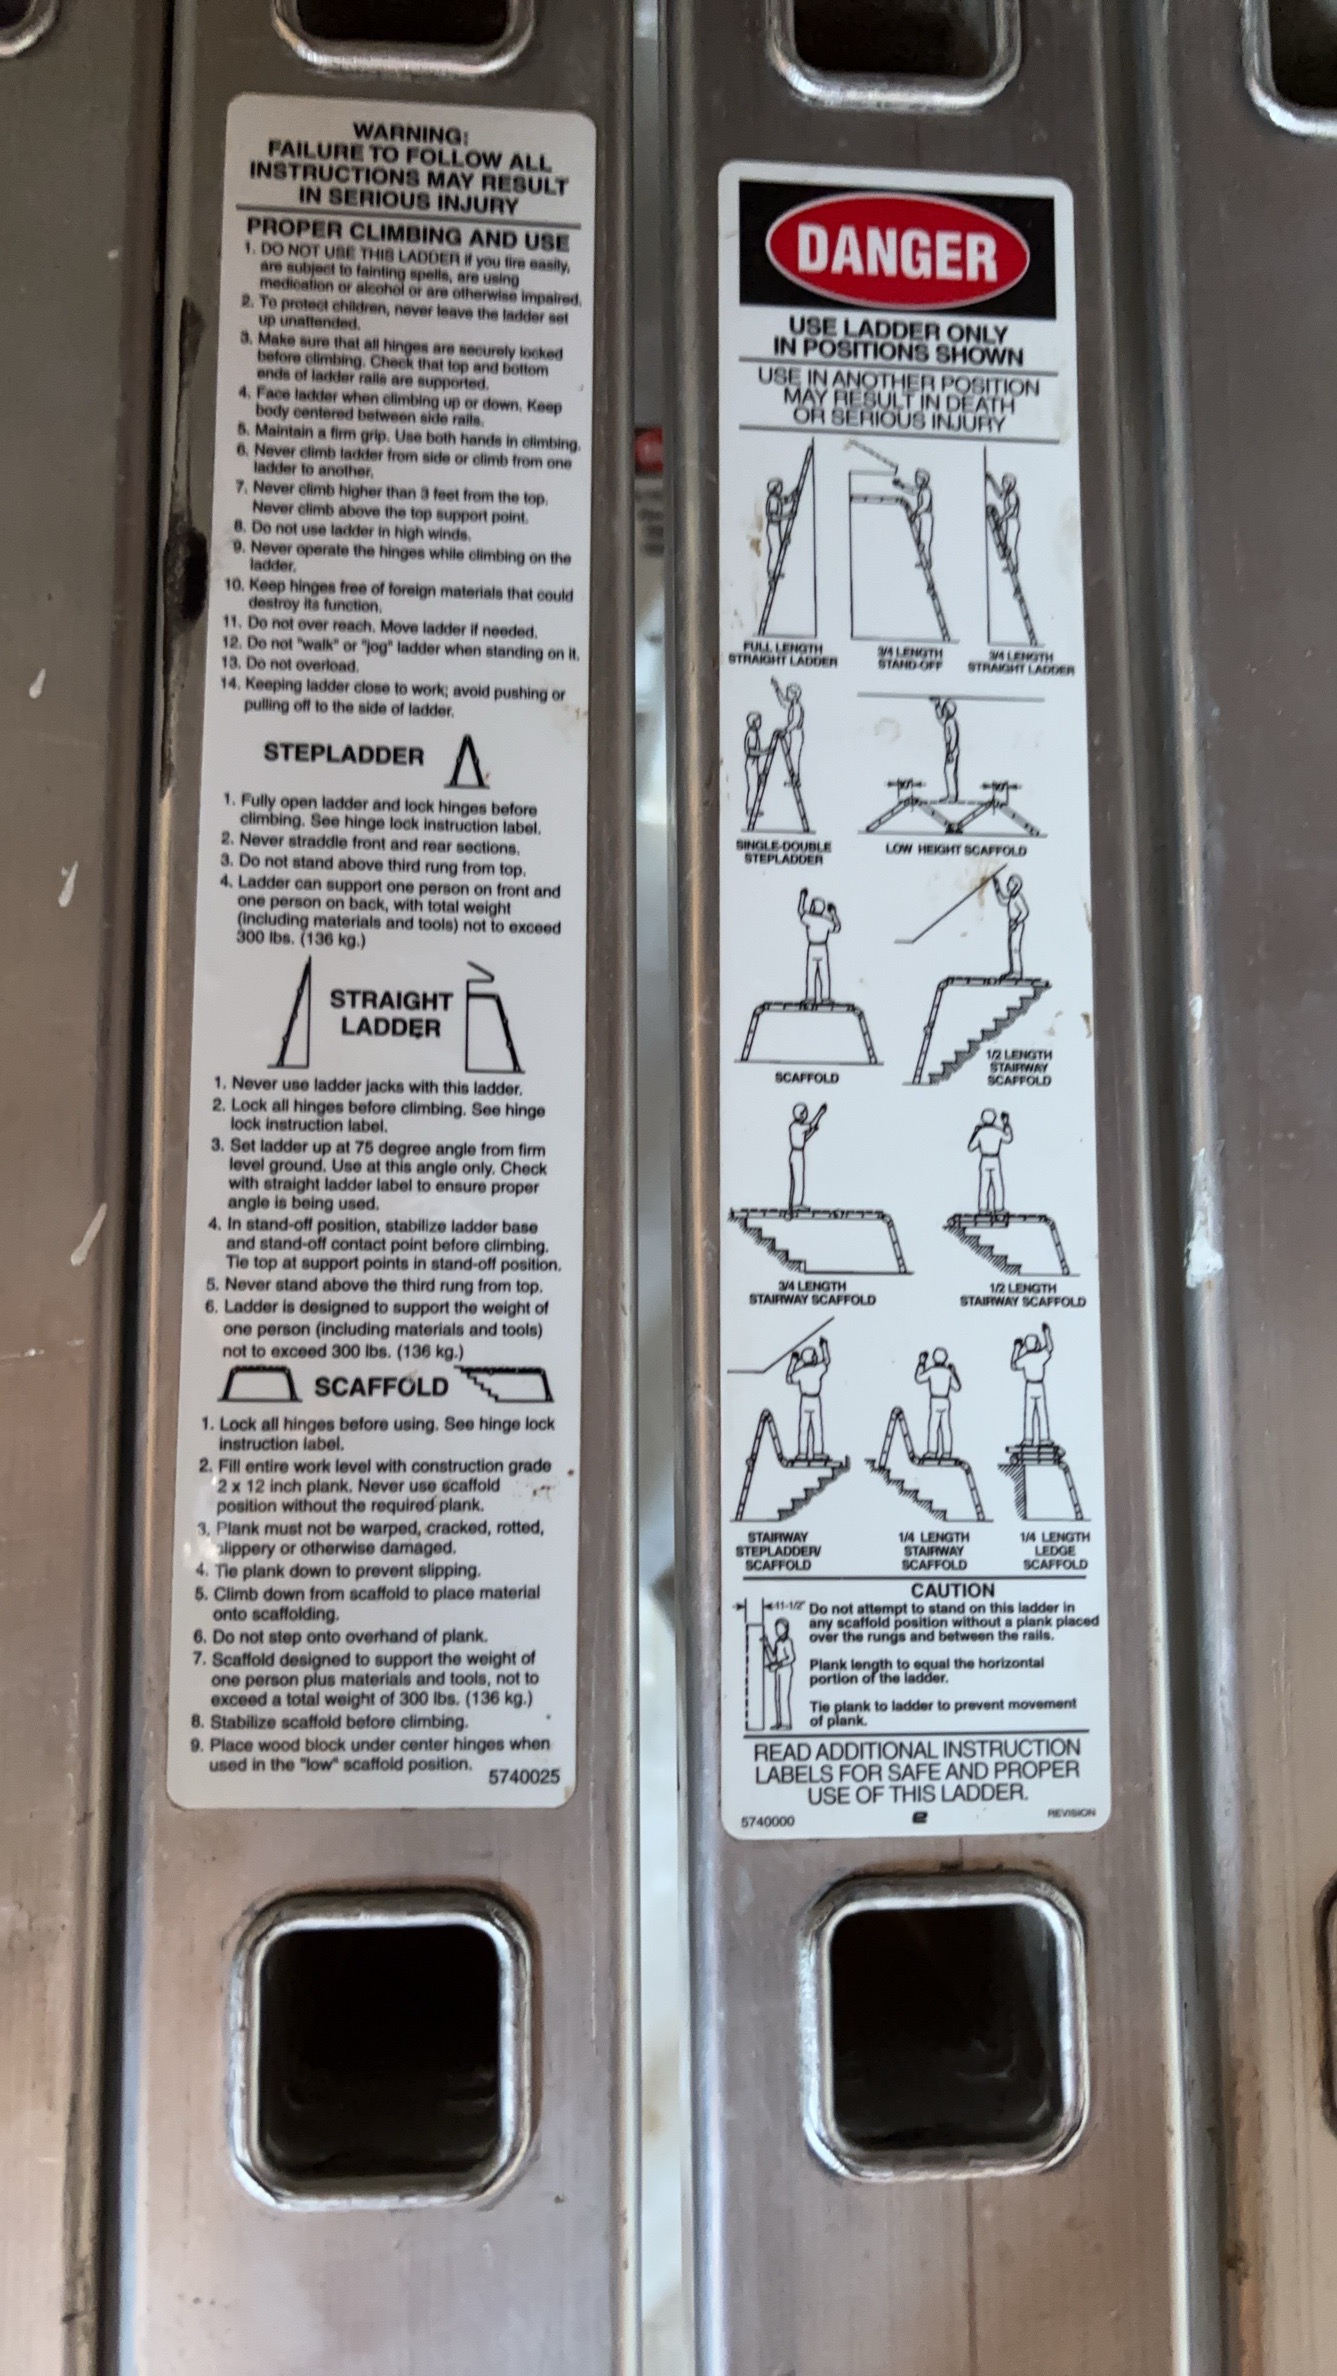 WARNING:
FAILURE TO FOLLOW ALL
INSTRUCTIONS MAY RESULT
IN SERIOUS INJURY
PROPER CLIMBING AND USE
1. DO NOT USE THIS LADDER if you tire easily,
are subject to fainting spells, are using
medication or alcohol or are otherwise impaired.
2. To protect children, never leave the ladder set
up unattended.
3. Make sure that all hinges are securely locked
before climbing. Check that top and bottom
ends of ladder rails are supported.
4. Face ladder when climbing up or down. Keep
body centered between side rails.
5. Maintain a firm grip. Use both hands in climbing.
6. Never climb ladder from side or climb from one
ladder to another.
7. Never climb higher than 3 feet from the top.
Never climb above the top support point.
8. Do not use ladder in high winds.
9. Never operate the hinges while climbing on the
ladder.
10. Keep hinges free of foreign materials that could
destroy its function.
11. Do not over reach. Move ladder if needed.
12. Do not "walk" or "jog" ladder when standing on it.
13. Do not overload.
14. Keeping ladder close to work; avoid pushing or
pulling off to the side of ladder.
STEPLADDER
1. Fully open ladder and lock hinges before
climbing. See hinge lock instruction label.
2. Never straddle front and rear sections.
3. Do not stand above third rung from top.
4. Ladder can support one person on front and
one person on back, with total weight
(including materials and tools) not to exceed
300 lbs. (136 kg.)
STRAIGHT
LADDER
1. Never use ladder jacks with this ladder.
2. Lock all hinges before climbing. See hinge
lock instruction label.
3. Set ladder up at 75 degree angle from firm
level ground. Use at this angle only. Check
with straight ladder label to ensure proper
angle is being used.
4. In stand-off position, stabilize ladder base
and stand-off contact point before climbing.
Tie top at support points in stand-off position.
5. Never stand above the third rung from top.
6. Ladder is designed to support the weight of
one person (including materials and tools)
not to exceed 300 lbs. (136 kg.)
SCAFFOLD
1. Lock all hinges before using. See hinge lock
instruction label.
2. Fill entire work level with construction grade
2 x 12 inch plank. Never use scaffold
position without the required plank.
3. Plank must not be warped, cracked, rotted,
slippery or otherwise damaged.
4. Tie plank down to prevent slipping.
5. Climb down from scaffold to place material
onto scaffolding.
6. Do not step onto overhand of plank.
7. Scaffold designed to support the weight of
one person plus materials and tools, not to
exceed a total weight of 300 lbs. (136 kg.)
8. Stabilize scaffold before climbing.
9. Place wood block under center hinges when
used in the "low" scaffold position.
5740025
DANGER
USE LADDER ONLY
IN POSITIONS SHOWN
USE IN ANOTHER POSITION
MAY RESULT IN DEATH
OR SERIOUS INJURY
FULL LENGTH
STRAIGHT LADDER
3/4 LENGTH
STAND-OFF
3/4 LENGTH
STRAIGHT LADDER
SINGLE-DOUBLE
STEPLADDER
LOW HEIGHT SCAFFOLD
SCAFFOLD
1/2 LENGTH
STAIRWAY
SCAFFOLD
3/4 LENGTH
STAIRWAY SCAFFOLD
1/2 LENGTH
STAIRWAY SCAFFOLD
STAIRWAY
STEPLADDER/
SCAFFOLD
1/4 LENGTH
STAIRWAY
SCAFFOLD
1/4 LENGTH
LEDGE
SCAFFOLD
CAUTION
11-1/2"
Do not attempt to stand on this ladder in
any scaffold position without a plank placed
over the rungs and between the rails.
Plank length to equal the horizontal
portion of the ladder.
Tie plank to ladder to prevent movement
of plank.
READ ADDITIONAL INSTRUCTION
LABELS FOR SAFE AND PROPER
USE OF THIS LADDER.
5740000
e
REVISION